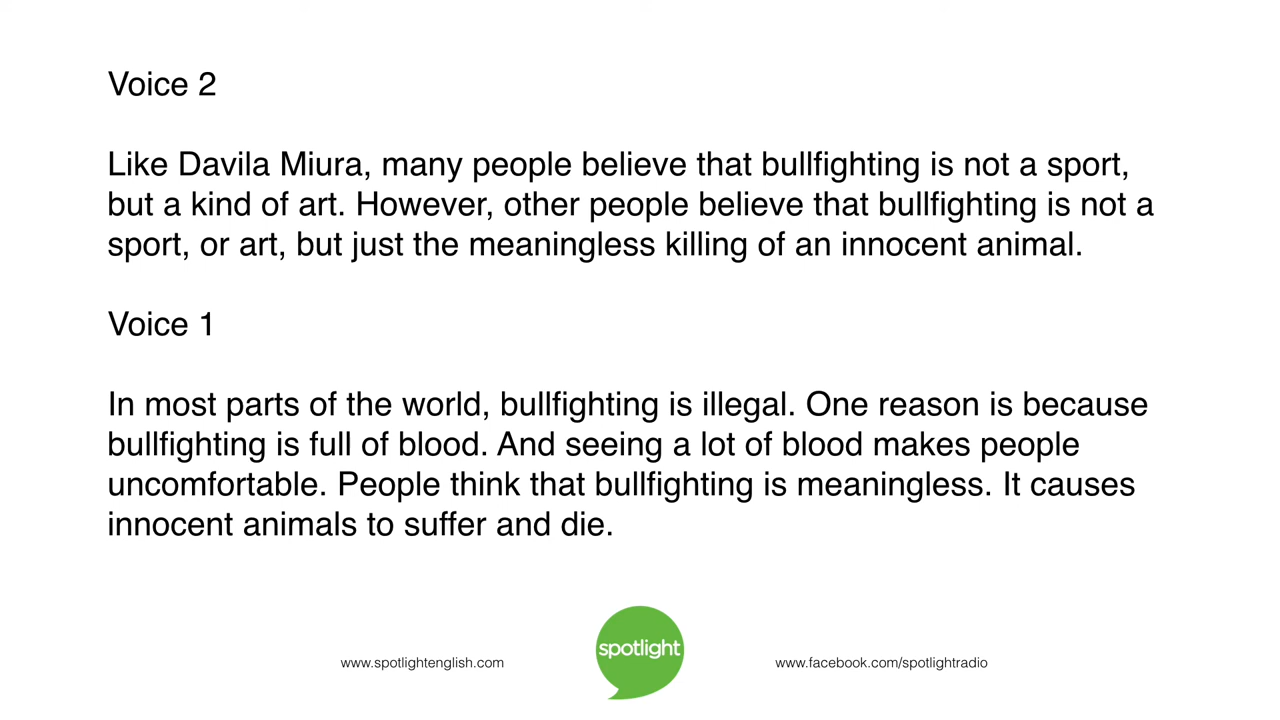 Voice 2
Like Davila Miura, many people believe that bullfighting is not a sport,
but a kind of art. However, other people believe that bullfighting is not a
sport, or art, but just the meaningless killing of an innocent animal.
Voice 1
In most parts of the world, bullfighting is illegal. One reason is because
bullfighting is full of blood. And seeing a lot of blood makes people
uncomfortable. People think that bullfighting is meaningless. It causes
innocent animals to suffer and die.
www.spotlightenglish.com
spotlight
www.facebook.com/spotlightradio